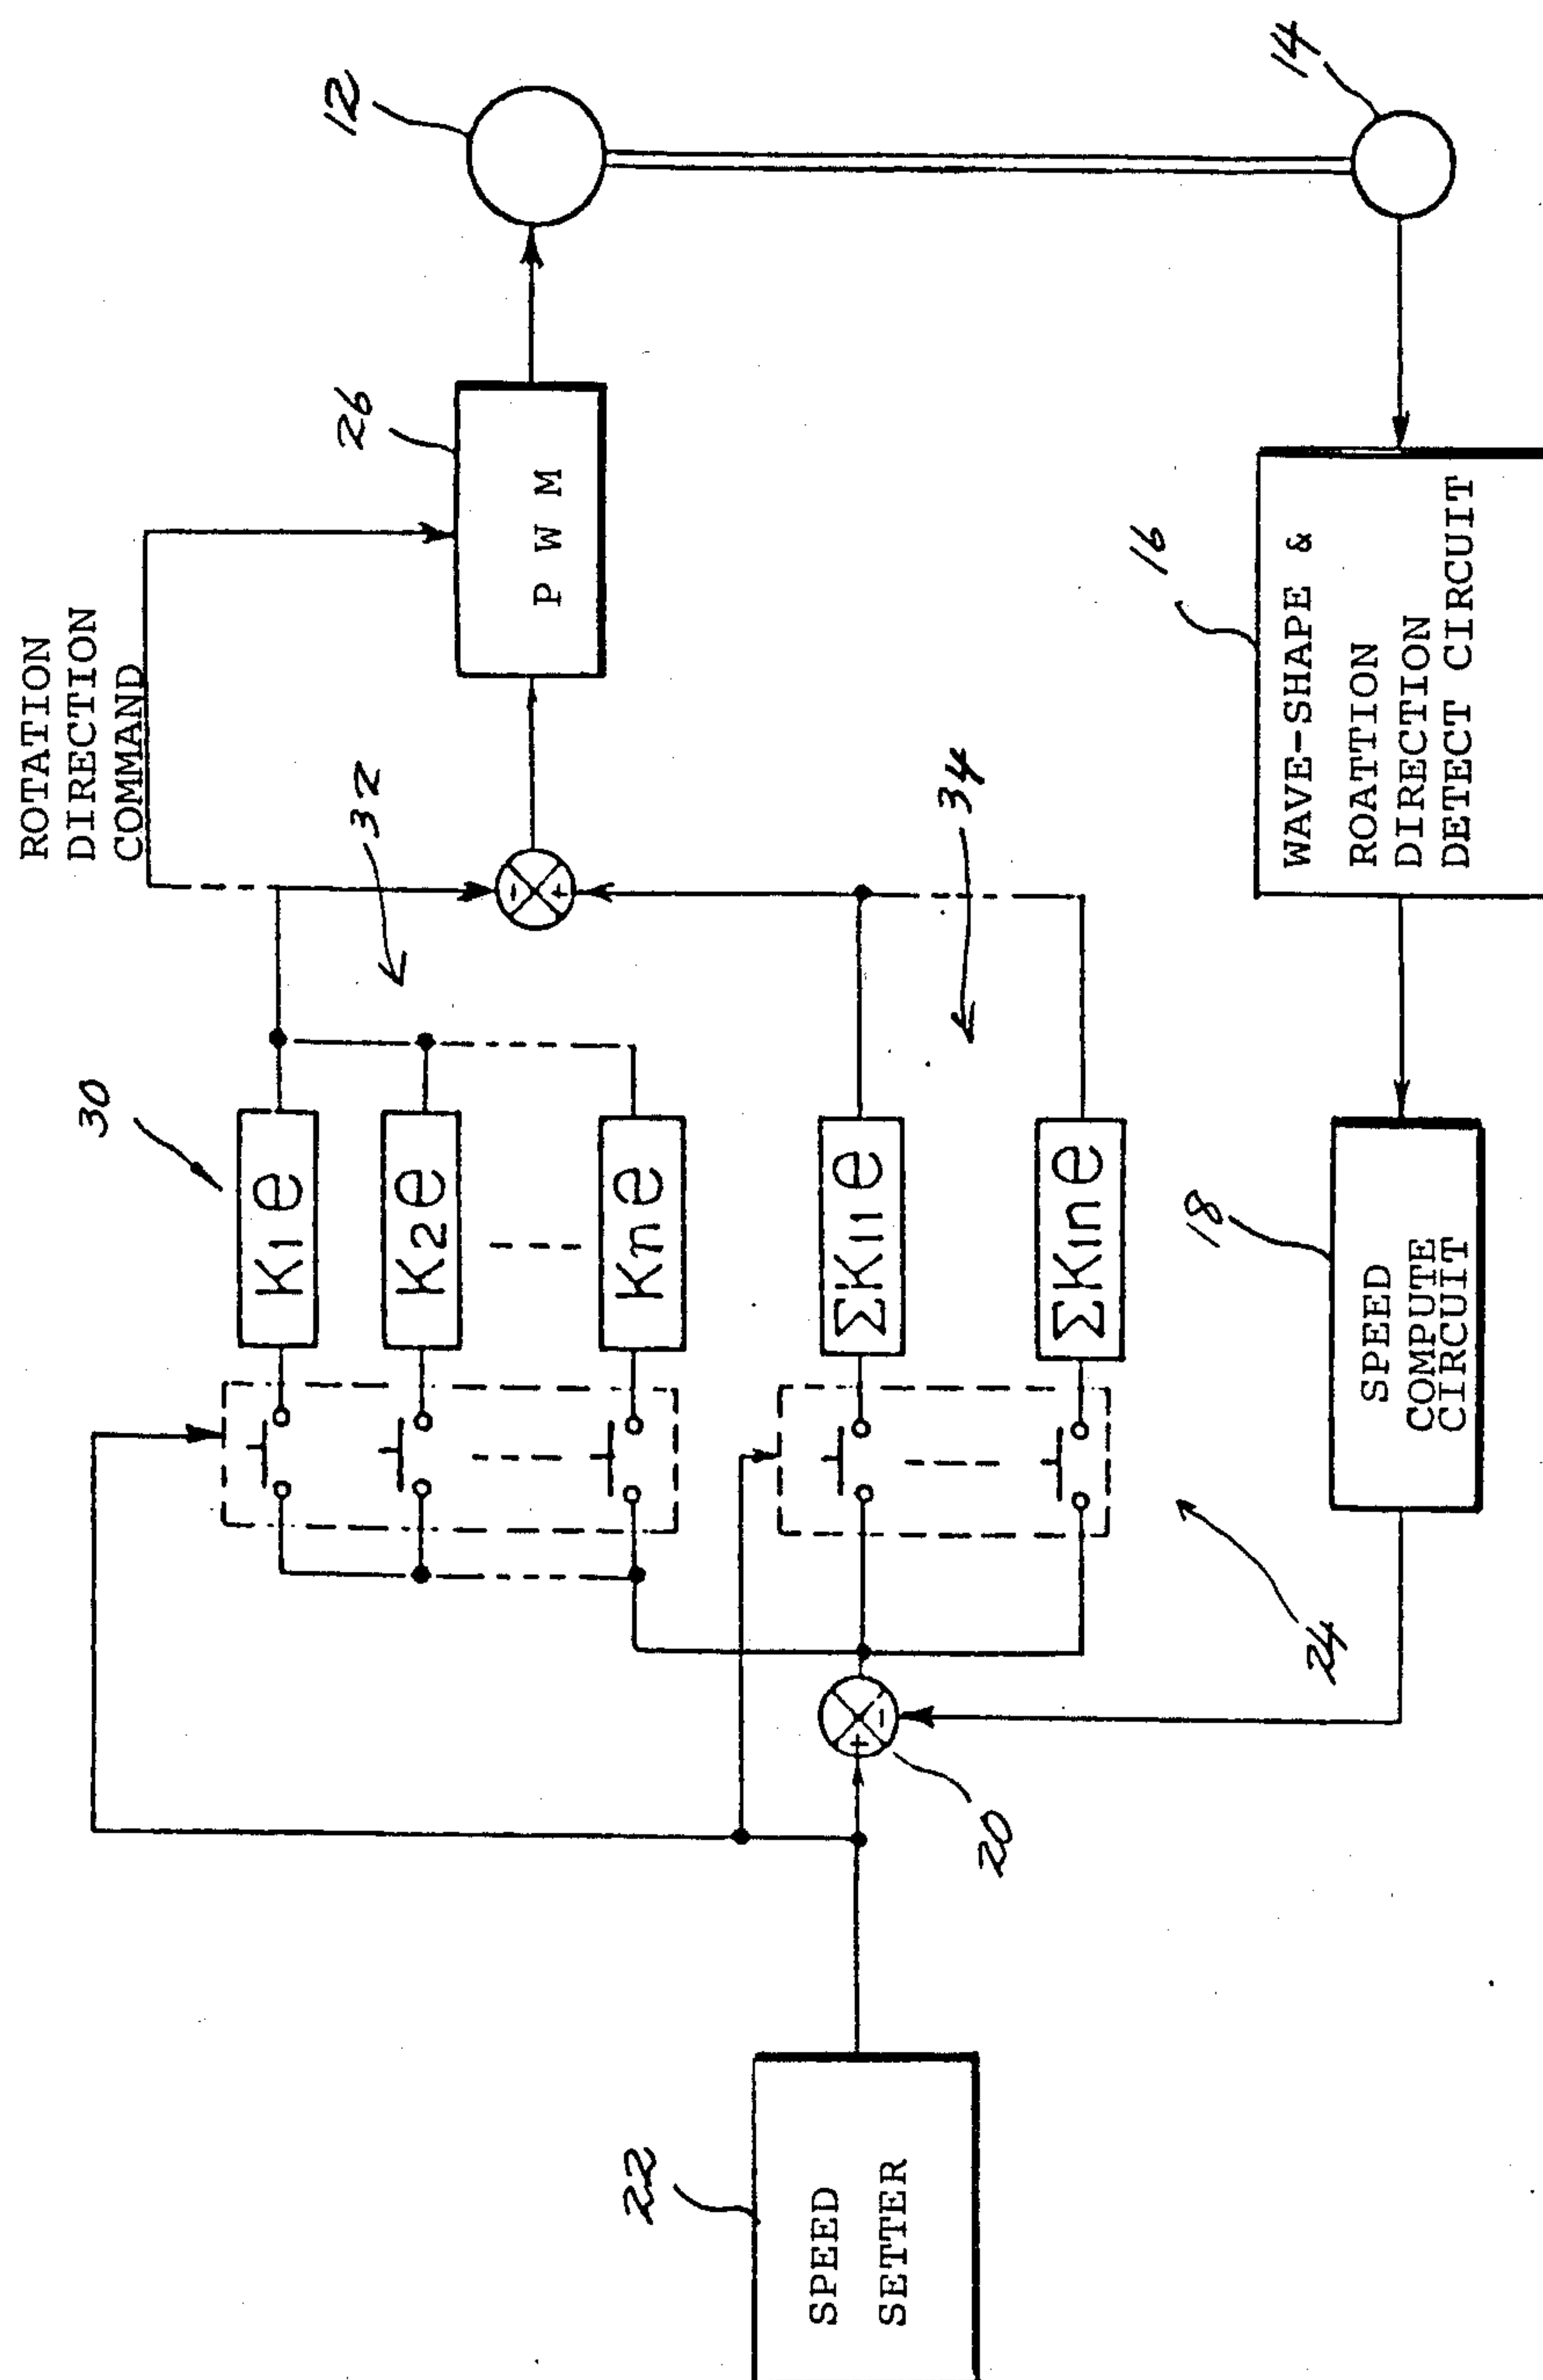 ROTATION
DIRECTION
COMMAND
12
26
P W M
32
-
+
30
K1e
K2e
Kne
34
ΣK11e
ΣK1ne
14
16
WAVE-SHAPE &
ROATTION
DIRECTION
DETECT CIRCUIT
18
SPEED
COMPUTE
CIRCUIT
24
+
-
20
22
SPEED
SETTER